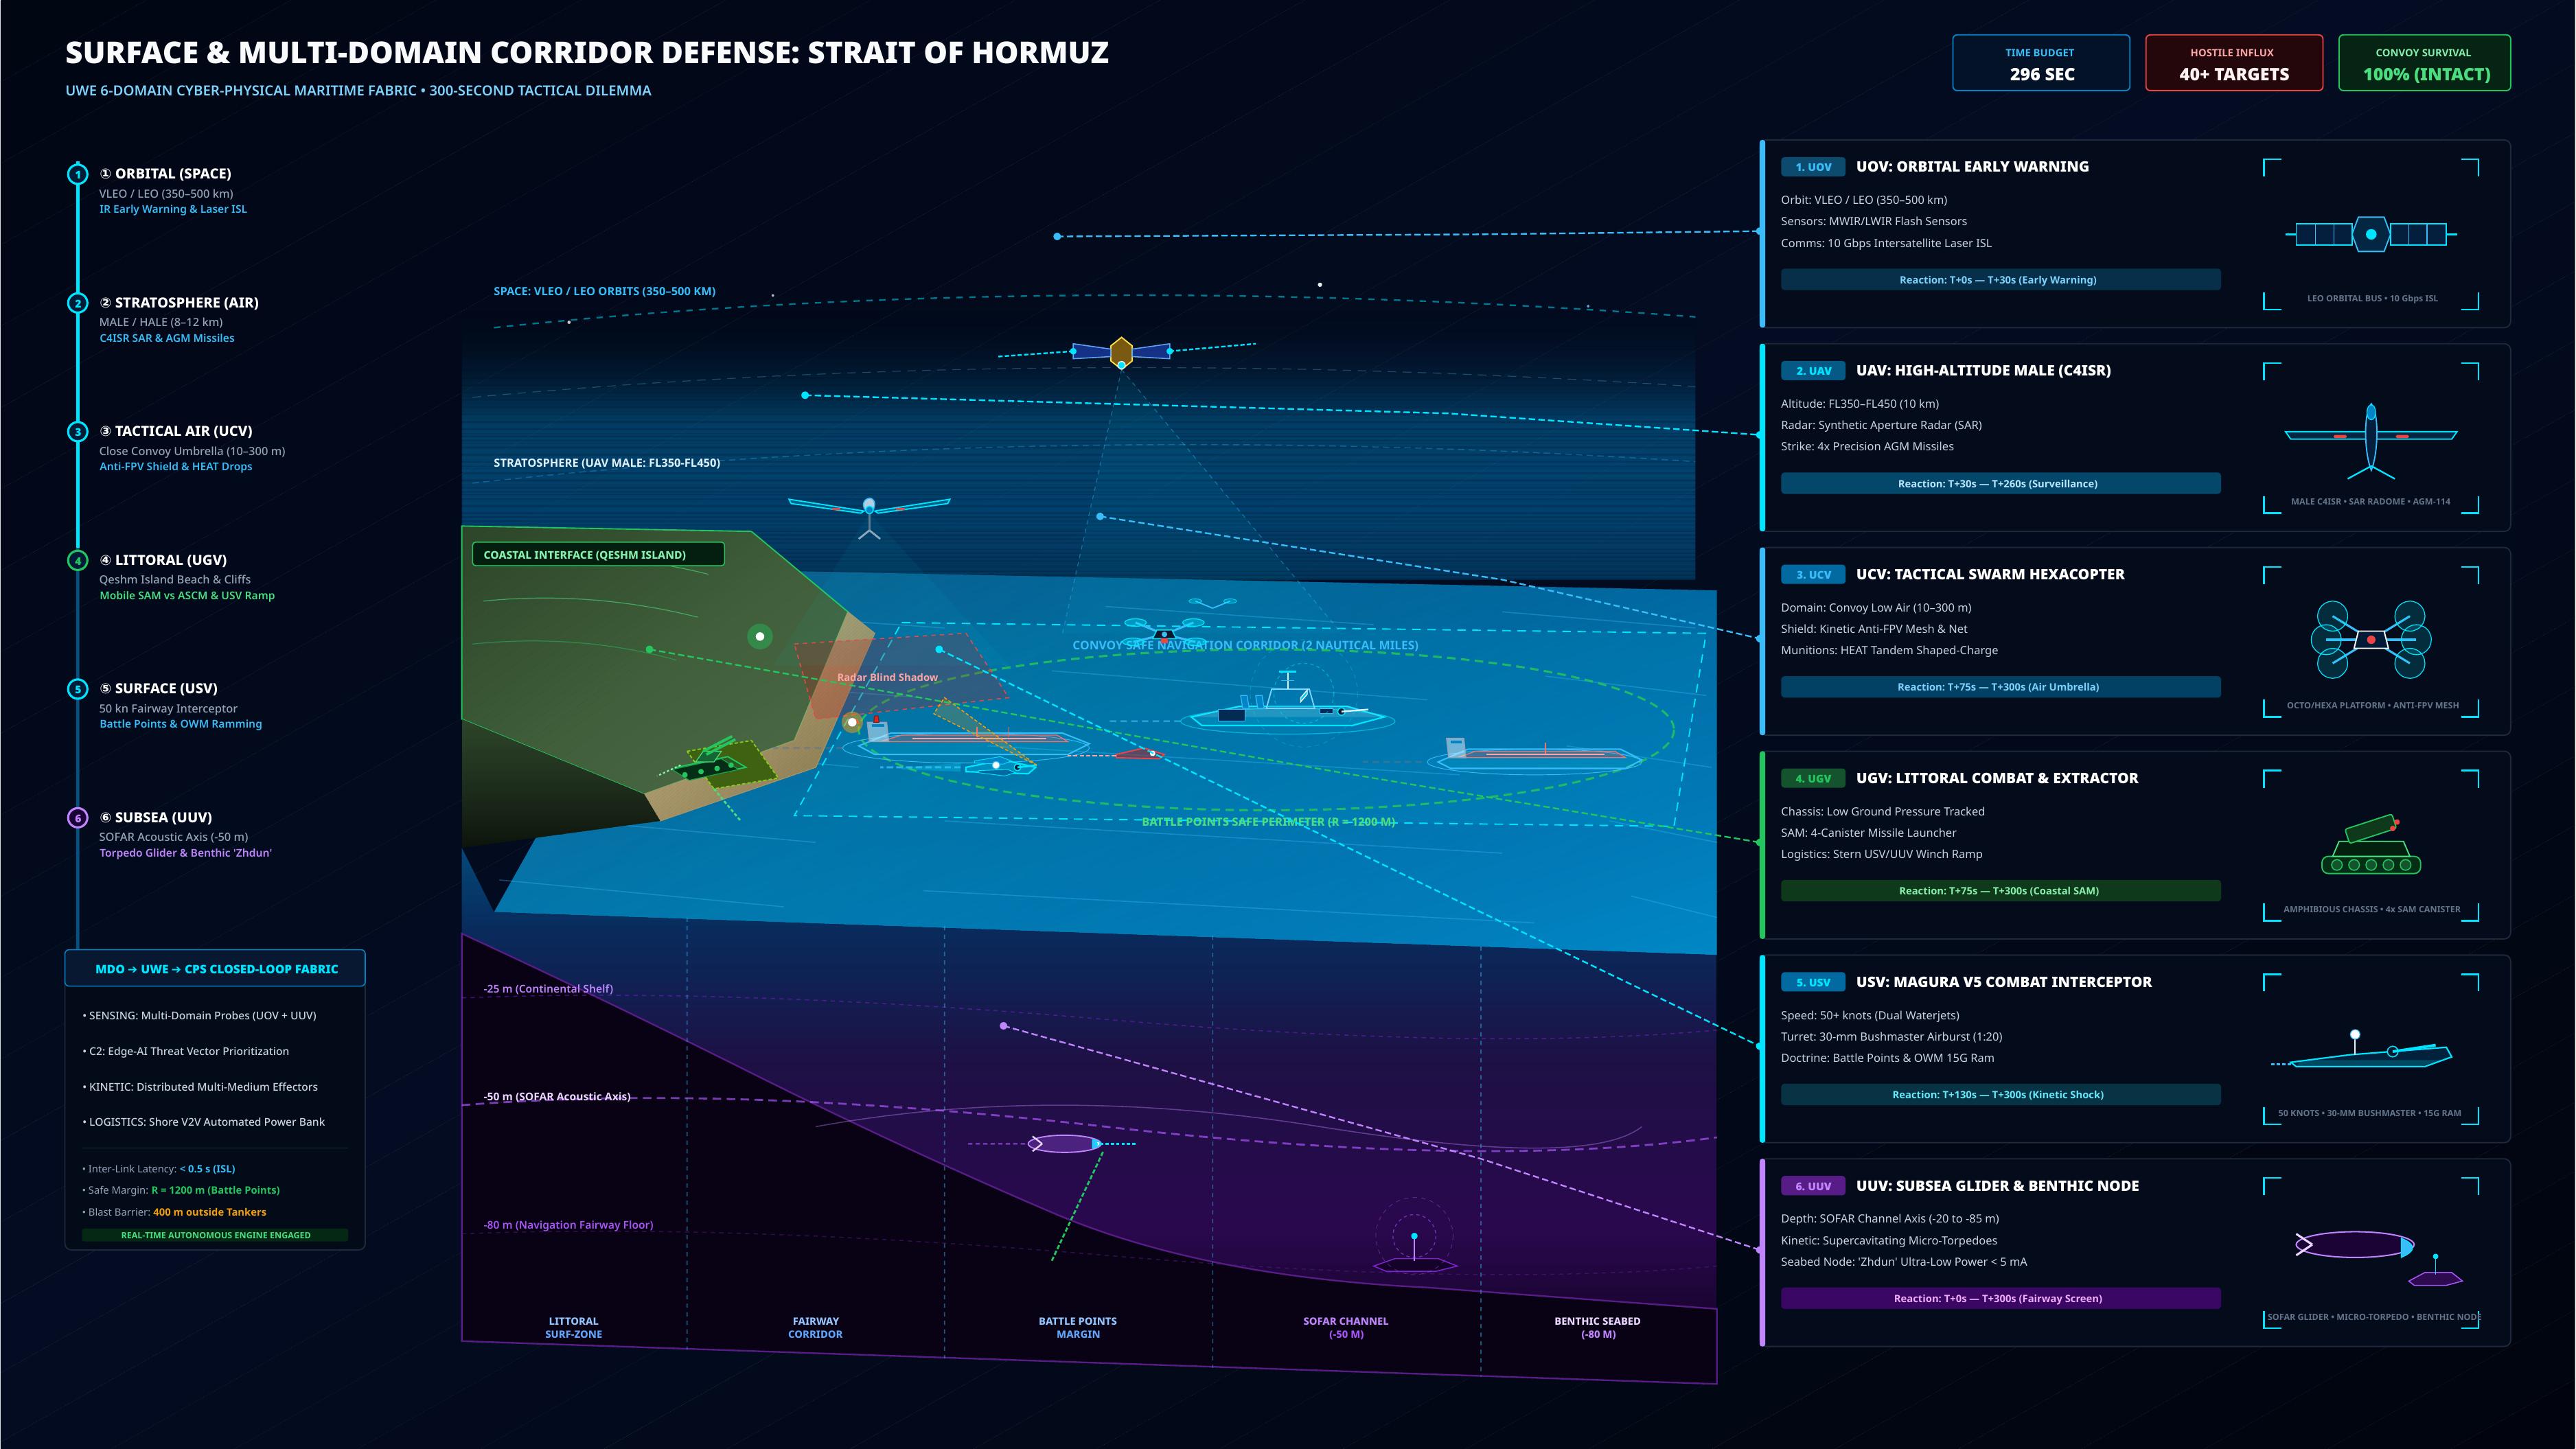 SURFACE & MULTI-DOMAIN CORRIDOR DEFENSE: STRAIT OF HORMUZ
UWE 6-DOMAIN CYBER-PHYSICAL MARITIME FABRIC • 300-SECOND TACTICAL DILEMMA
TIME BUDGET
296 SEC
HOSTILE INFLUX
40+ TARGETS
CONVOY SURVIVAL
100% (INTACT)
1
① ORBITAL (SPACE)
VLEO / LEO (350–500 km)
IR Early Warning & Laser ISL
2
② STRATOSPHERE (AIR)
MALE / HALE (8–12 km)
C4ISR SAR & AGM Missiles
3
③ TACTICAL AIR (UCV)
Close Convoy Umbrella (10–300 m)
Anti-FPV Shield & HEAT Drops
4
④ LITTORAL (UGV)
Qeshm Island Beach & Cliffs
Mobile SAM vs ASCM & USV Ramp
5
⑤ SURFACE (USV)
50 kn Fairway Interceptor
Battle Points & OWM Ramming
6
⑥ SUBSEA (UUV)
SOFAR Acoustic Axis (-50 m)
Torpedo Glider & Benthic 'Zhdun'
MDO → UWE → CPS CLOSED-LOOP FABRIC
• SENSING: Multi-Domain Probes (UOV + UUV)
• C2: Edge-AI Threat Vector Prioritization
• KINETIC: Distributed Multi-Medium Effectors
• LOGISTICS: Shore V2V Automated Power Bank
• Inter-Link Latency: < 0.5 s (ISL)
• Safe Margin: R = 1200 m (Battle Points)
• Blast Barrier: 400 m outside Tankers
REAL-TIME AUTONOMOUS ENGINE ENGAGED
SPACE: VLEO / LEO ORBITS (350–500 KM)
STRATOSPHERE (UAV MALE: FL350-FL450)
COASTAL INTERFACE (QESHM ISLAND)
CONVOY SAFE NAVIGATION CORRIDOR (2 NAUTICAL MILES)
Radar Blind Shadow
BATTLE POINTS SAFE PERIMETER (R = 1200 M)
-25 m (Continental Shelf)
-50 m (SOFAR Acoustic Axis)
-80 m (Navigation Fairway Floor)
LITTORAL
SURF-ZONE
FAIRWAY
CORRIDOR
BATTLE POINTS
MARGIN
SOFAR CHANNEL
(-50 M)
BENTHIC SEABED
(-80 M)
1. UOV
UOV: ORBITAL EARLY WARNING
Orbit: VLEO / LEO (350–500 km)
Sensors: MWIR/LWIR Flash Sensors
Comms: 10 Gbps Intersatellite Laser ISL
Reaction: T+0s — T+30s (Early Warning)
LEO ORBITAL BUS • 10 Gbps ISL
2. UAV
UAV: HIGH-ALTITUDE MALE (C4ISR)
Altitude: FL350–FL450 (10 km)
Radar: Synthetic Aperture Radar (SAR)
Strike: 4x Precision AGM Missiles
Reaction: T+30s — T+260s (Surveillance)
MALE C4ISR • SAR RADOME • AGM-114
3. UCV
UCV: TACTICAL SWARM HEXACOPTER
Domain: Convoy Low Air (10–300 m)
Shield: Kinetic Anti-FPV Mesh & Net
Munitions: HEAT Tandem Shaped-Charge
Reaction: T+75s — T+300s (Air Umbrella)
OCTO/HEXA PLATFORM • ANTI-FPV MESH
4. UGV
UGV: LITTORAL COMBAT & EXTRACTOR
Chassis: Low Ground Pressure Tracked
SAM: 4-Canister Missile Launcher
Logistics: Stern USV/UUV Winch Ramp
Reaction: T+75s — T+300s (Coastal SAM)
AMPHIBIOUS CHASSIS • 4x SAM CANISTER
5. USV
USV: MAGURA V5 COMBAT INTERCEPTOR
Speed: 50+ knots (Dual Waterjets)
Turret: 30-mm Bushmaster Airburst (1:20)
Doctrine: Battle Points & OWM 15G Ram
Reaction: T+130s — T+300s (Kinetic Shock)
50 KNOTS • 30-MM BUSHMASTER • 15G RAM
6. UUV
UUV: SUBSEA GLIDER & BENTHIC NODE
Depth: SOFAR Channel Axis (-20 to -85 m)
Kinetic: Supercavitating Micro-Torpedoes
Seabed Node: 'Zhdun' Ultra-Low Power < 5 mA
Reaction: T+0s — T+300s (Fairway Screen)
SOFAR GLIDER • MICRO-TORPEDO • BENTHIC NODE